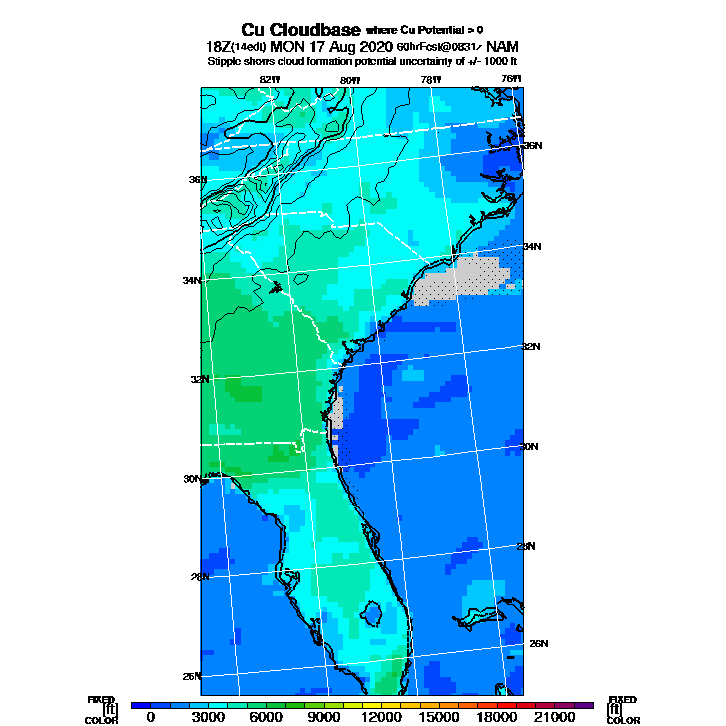 Cu Cloudbase where Cu Potential > 0
18Z(14edt) MON 17 Aug 2020 60hrFcst@0831z NAM
Stipple shows cloud formation potential uncertainty of +/- 1000 ft
82W 80W 78W 76W
36N
36N
34N
34N
32N
32N
30N
30N
28N
28N
26N
26N
FIXED FIXED
[ft] [ft]
COLOR COLOR
0 3000 6000 9000 12000 15000 18000 21000